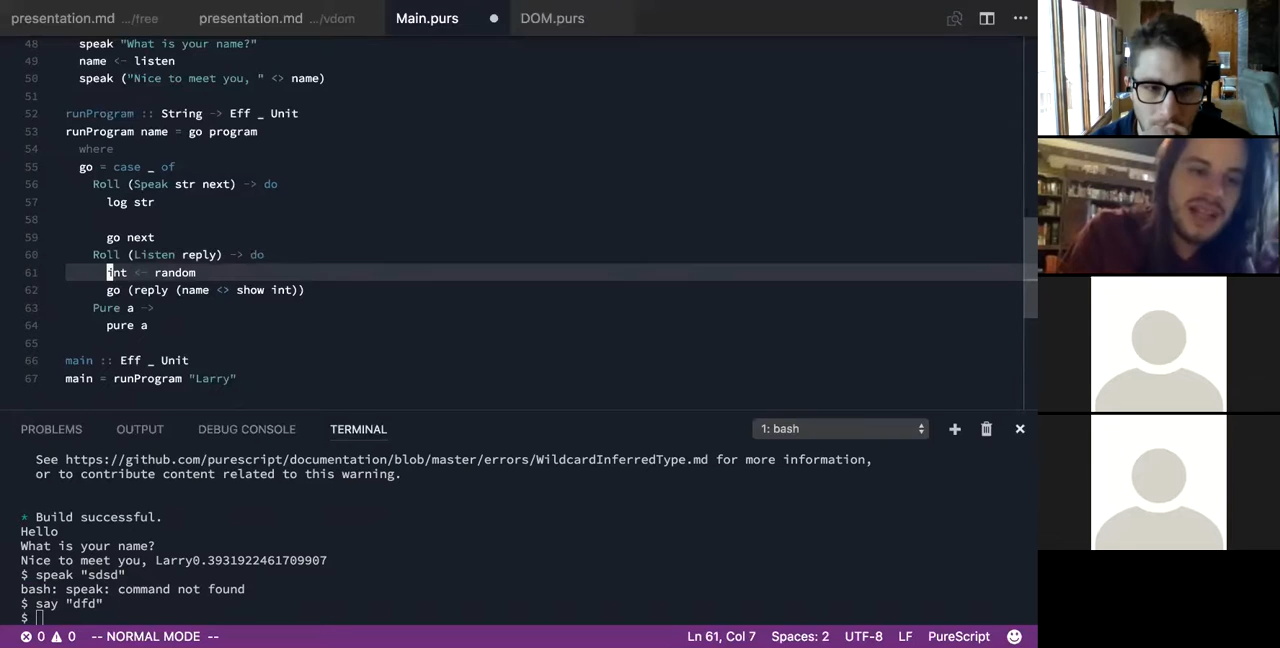 presentation.md …/free presentation.md …/vdom Main.purs DOM.purs
48 speak "What is your name?"
49 name <- listen
50 speak ("Nice to meet you, " <> name)
51
52 runProgram :: String -> Eff _ Unit
53 runProgram name = go program
54 where
55 go = case _ of
56 Roll (Speak str next) -> do
57 log str
58
59 go next
60 Roll (Listen reply) -> do
61 int <- random
62 go (reply (name <> show int))
63 Pure a ->
64 pure a
65
66 main :: Eff _ Unit
67 main = runProgram "Larry"
PROBLEMS OUTPUT DEBUG CONSOLE TERMINAL 1: bash
See https://github.com/purescript/documentation/blob/master/errors/WildcardInferredType.md for more information,
or to contribute content related to this warning.
* Build successful.
Hello
What is your name?
Nice to meet you, Larry0.3931922461709907
$ speak "sdsd"
bash: speak: command not found
$ say "dfd"
$
0 0 -- NORMAL MODE -- Ln 61, Col 7 Spaces: 2 UTF-8 LF PureScript